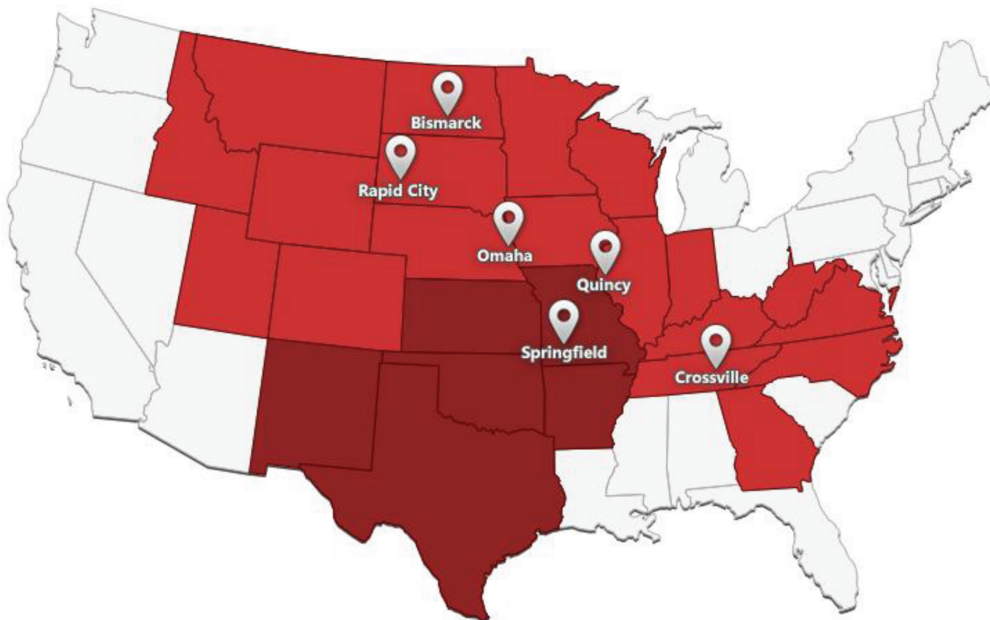 Bismarck
Rapid City
Omaha
Quincy
Springfield
Crossville